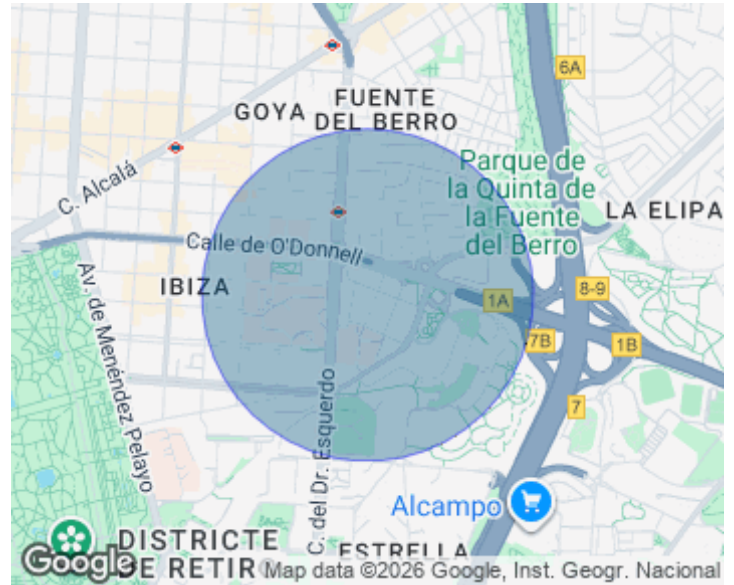 6A
GOYA
FUENTE
DEL BERRO
C. Alcalá
Parque de
la Quinta de
la Fuente
del Berro
LA ELIPA
Calle de O'Donnell
IBIZA
Av. de Menéndez Pelayo
8-9
1A
7B
1B
7
C. del Dr. Esquerdo
Alcampo
DISTRICTE
DE RETIR
ESTRELLA
Google
Map data ©2026 Google, Inst. Geogr. Nacional